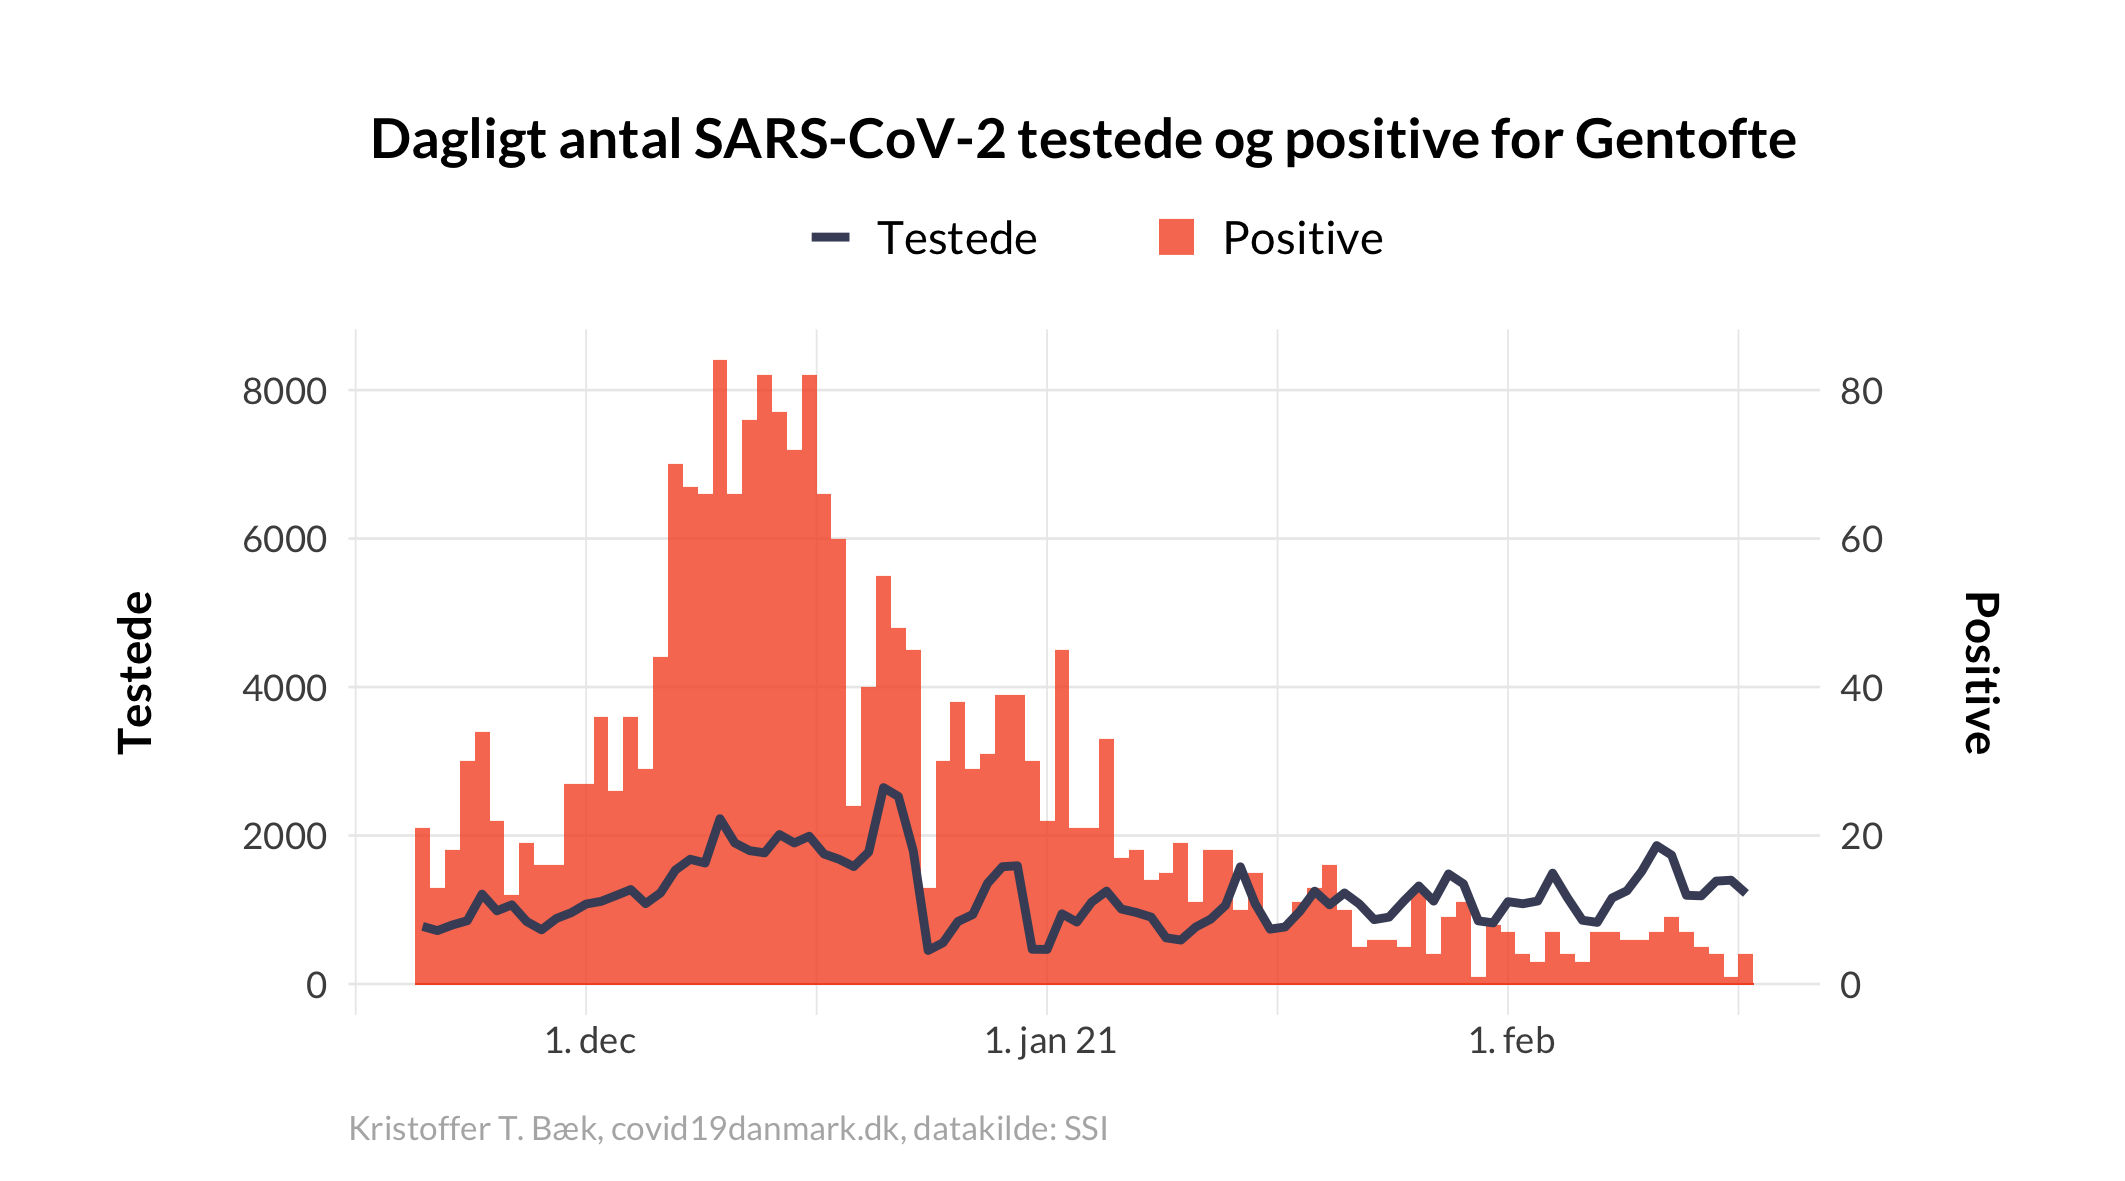 Dagligt antal SARS-CoV-2 testede og positive for Gentofte
Testede
Positive
8000
6000
4000
2000
0
80
60
40
20
0
Testede
Positive
1. dec
1. jan 21
1. feb
Kristoffer T. Bæk, covid19danmark.dk, datakilde: SSI